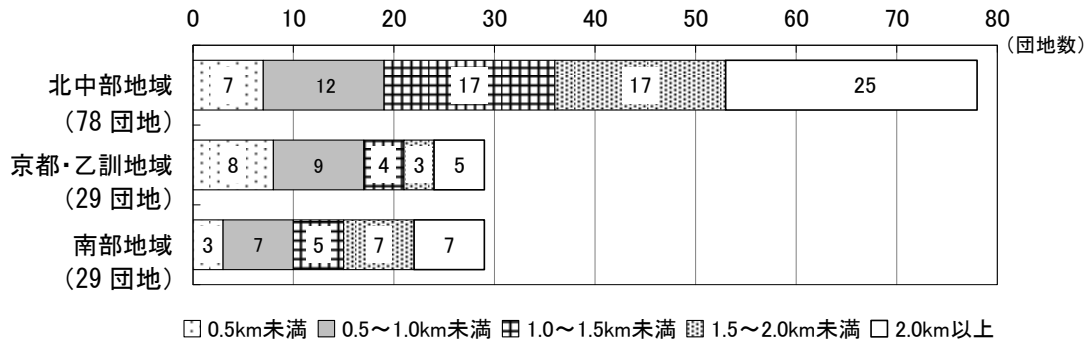 0 10 20 30 40 50 60 70 80
(団地数)
北中部地域 7 12 17 17 25
(78 団地)
京都・乙訓地域 8 9 4 3 5
(29 団地)
南部地域 3 7 5 7 7
(29 団地)
0.5km未満 0.5～1.0km未満 1.0～1.5km未満 1.5～2.0km未満 2.0km以上